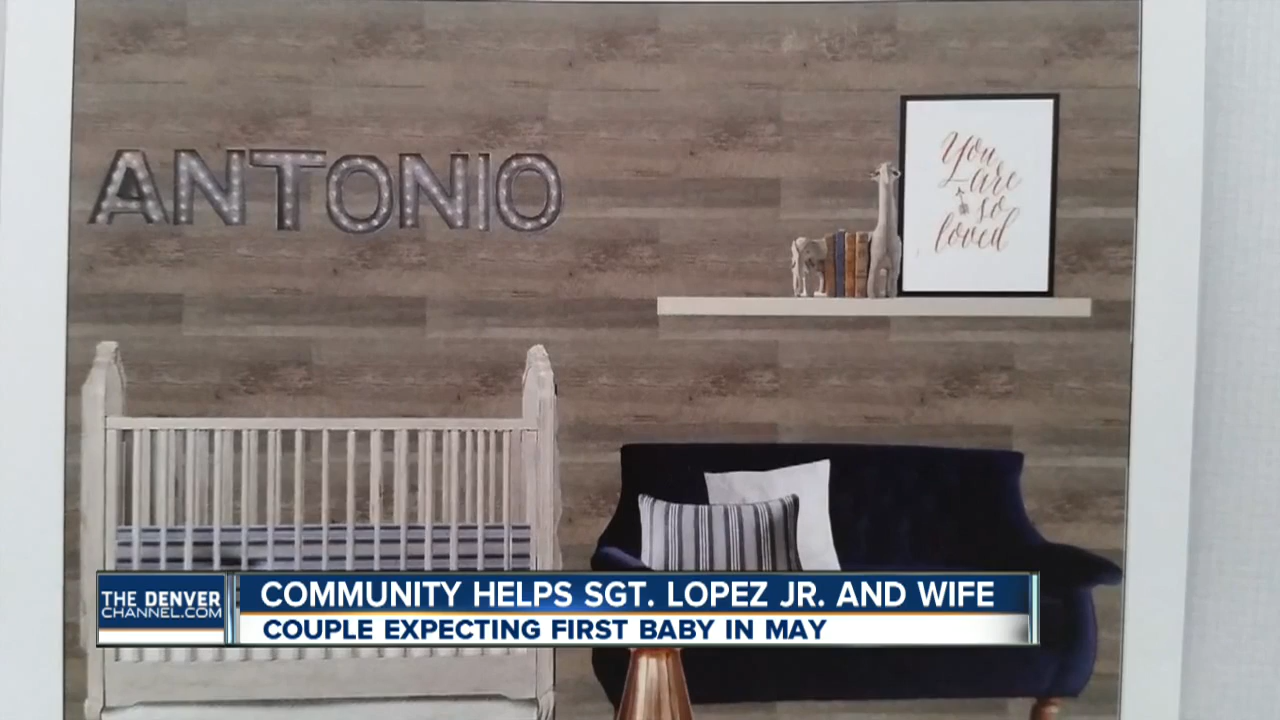 ANTONIO
You
are
so
loved
THE DENVER
CHANNEL.COM
COMMUNITY HELPS SGT. LOPEZ JR. AND WIFE
COUPLE EXPECTING FIRST BABY IN MAY